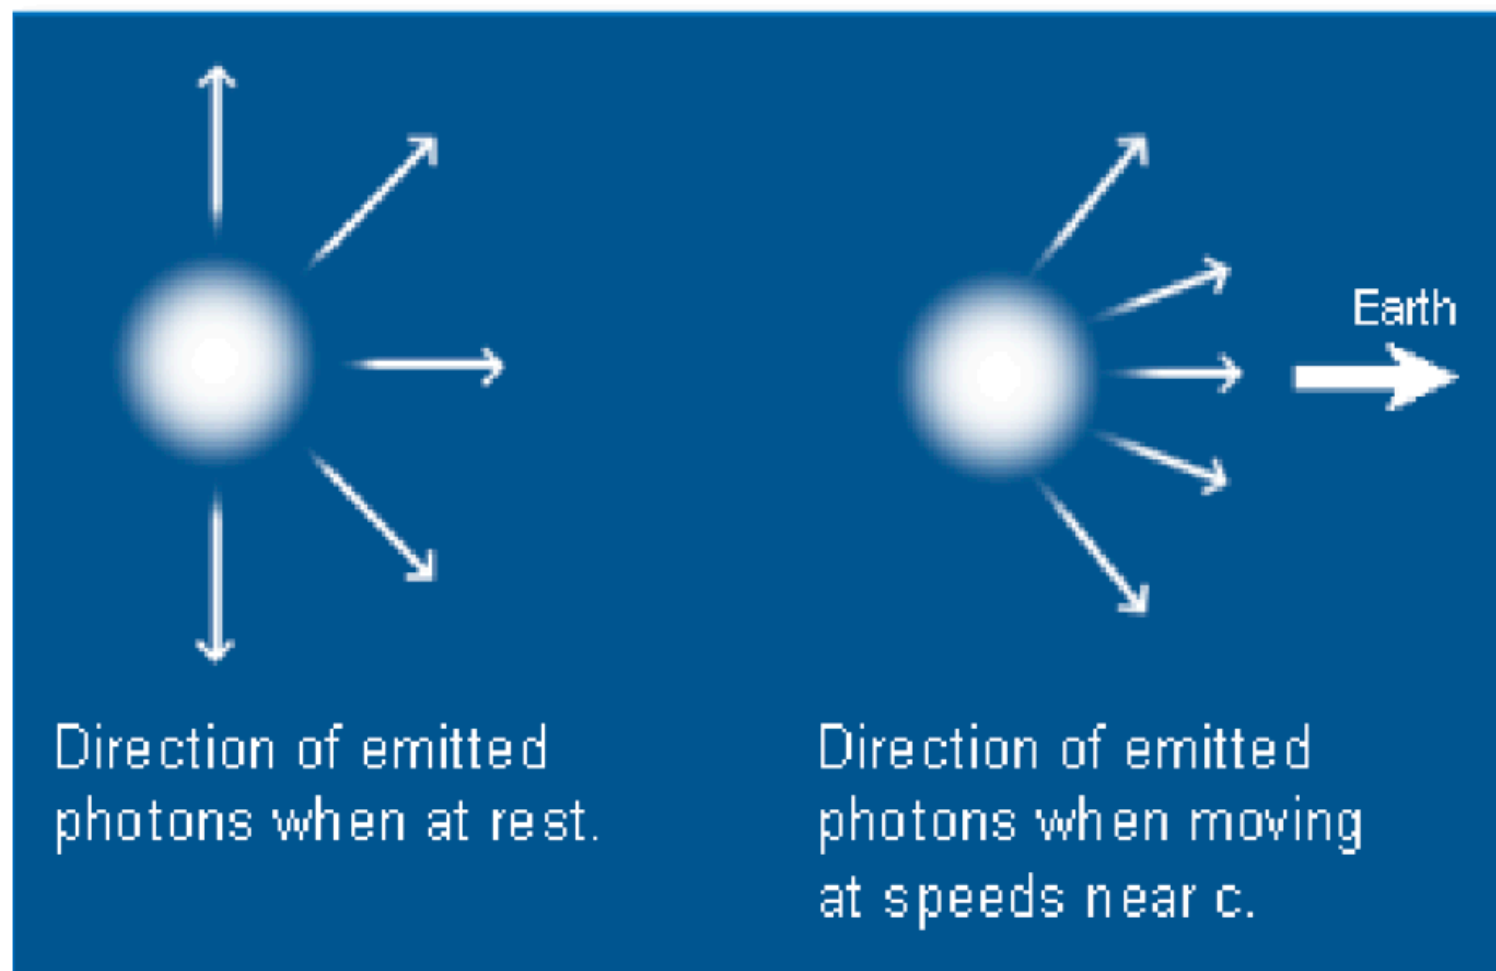 Earth
Direction of emitted
photons when at rest.
Direction of emitted
photons when moving
at speeds near c.